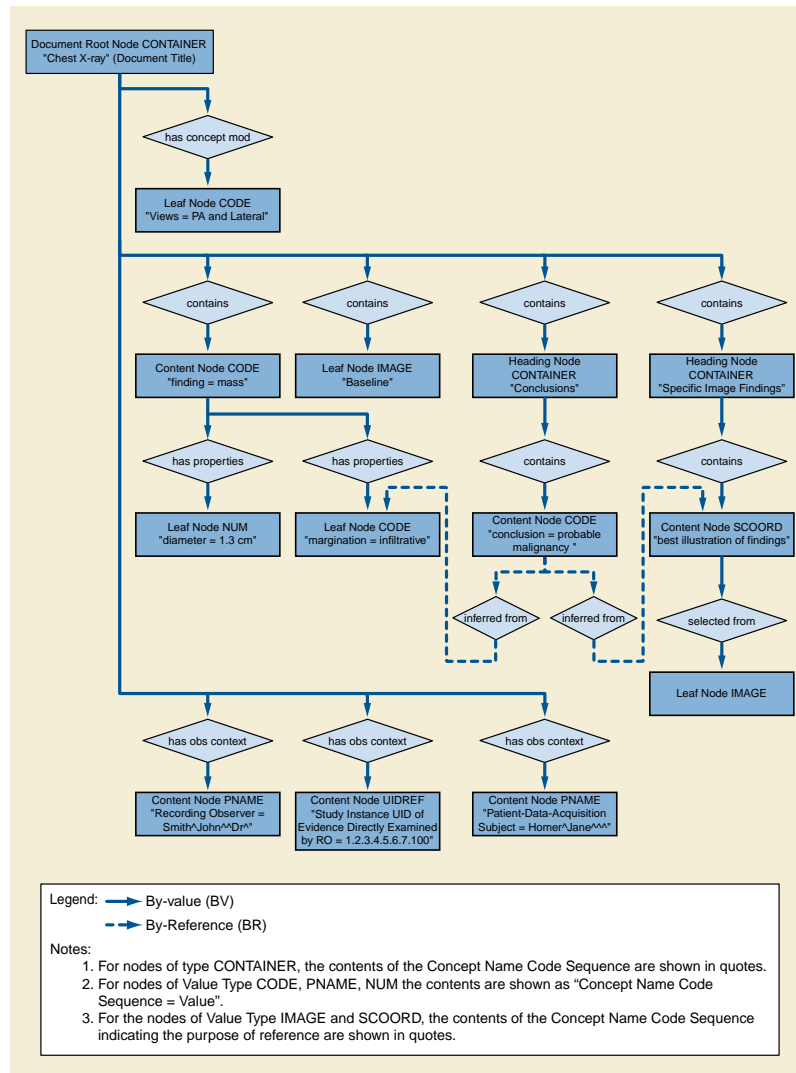 Document Root Node CONTAINER
"Chest X-ray" (Document Title)
has concept mod
Leaf Node CODE
"Views = PA and Lateral"
contains
contains
contains
contains
Content Node CODE
"finding = mass"
Leaf Node IMAGE
"Baseline"
Heading Node
CONTAINER
"Conclusions"
Heading Node
CONTAINER
"Specific Image Findings"
has properties
has properties
contains
contains
Leaf Node NUM
"diameter = 1.3 cm"
Leaf Node CODE
"margination = infiltrative"
Content Node CODE
"conclusion = probable
malignancy "
Content Node SCOORD
"best illustration of findings"
inferred from
inferred from
selected from
Leaf Node IMAGE
has obs context
has obs context
has obs context
Content Node PNAME
"Recording Observer =
Smith^John^^Dr^"
Content Node UIDREF
"Study Instance UID of
Evidence Directly Examined
by RO = 1.2.3.4.5.6.7.100"
Content Node PNAME
"Patient-Data-Acquisition
Subject = Homer^Jane^^^"
Legend: By-value (BV)
By-Reference (BR)
Notes:
1. For nodes of type CONTAINER, the contents of the Concept Name Code Sequence are shown in quotes.
2. For nodes of Value Type CODE, PNAME, NUM the contents are shown as “Concept Name Code
Sequence = Value”.
3. For the nodes of Value Type IMAGE and SCOORD, the contents of the Concept Name Code Sequence
indicating the purpose of reference are shown in quotes.